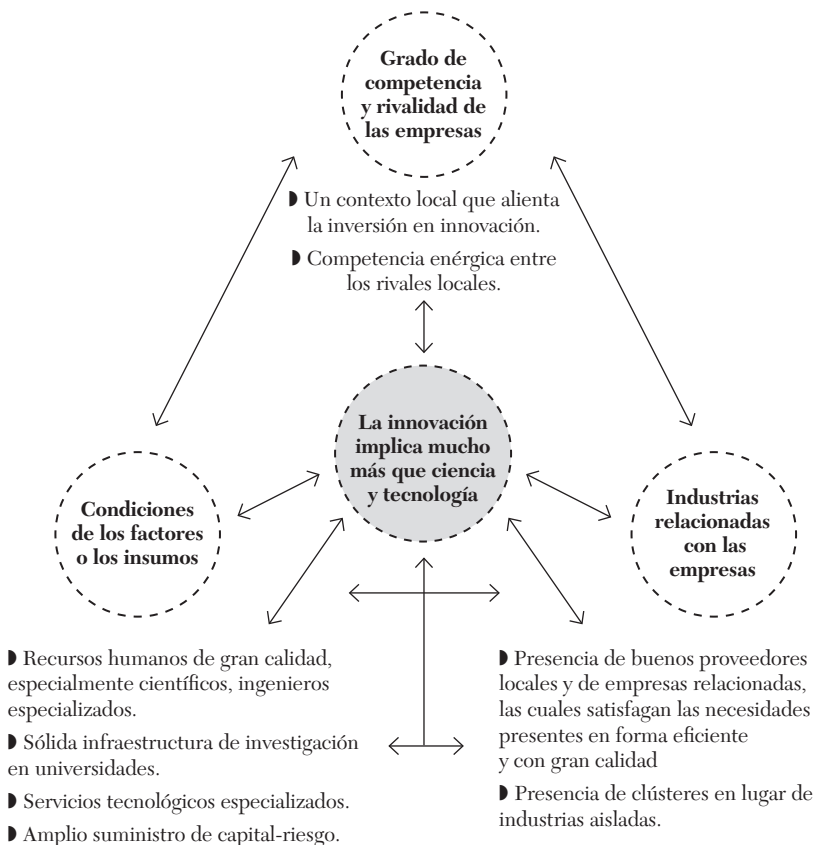 Grado de
competencia
y rivalidad de
las empresas
◗ Un contexto local que alienta
la inversión en innovación.
◗ Competencia enérgica entre
los rivales locales.
La innovación
implica mucho
más que ciencia
y tecnología
Condiciones
de los factores
o los insumos
Industrias
relacionadas
con las
empresas
◗ Recursos humanos de gran calidad,
especialmente científicos, ingenieros
especializados.
◗ Sólida infraestructura de investigación
en universidades.
◗ Servicios tecnológicos especializados.
◗ Amplio suministro de capital-riesgo.
◗ Presencia de buenos proveedores
locales y de empresas relacionadas,
las cuales satisfagan las necesidades
presentes en forma eficiente
y con gran calidad
◗ Presencia de clústeres en lugar de
industrias aisladas.